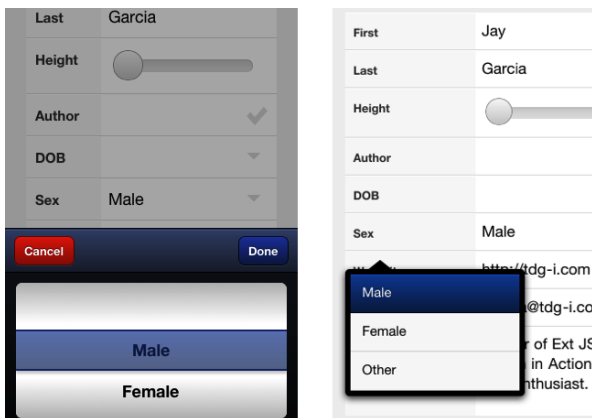 Last Garcia
Height
Author
DOB
Sex Male
Cancel Done
Male
Female
First Jay
Last Garcia
Height
Author
DOB
Sex Male
http://tdg-i.com
Male
@tdg-i.co
Female
r of Ext JS
Other
in Action
nthusiast.